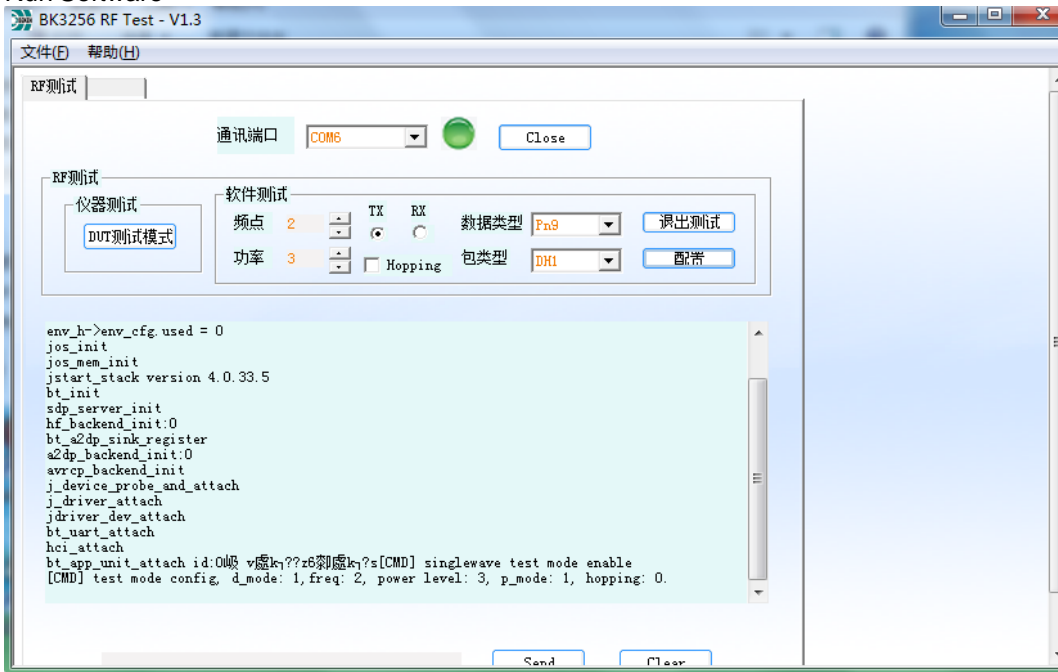 Run Software
BK3256 RF Test - V1.3
文件(F) 帮助(H)
RF测试
通讯端口 COM6 Close
RF测试
仪器测试 软件测试
DUT测试模式
频点 2 TX RX 数据类型 Pn9 退出测试
功率 3 Hopping 包类型 DH1 配置
env_h->env_cfg.used = 0
jos_init
jos_mem_init
jstart_stack version 4.0.33.5
bt_init
sdp_server_init
hf_backend_init:0
bt_a2dp_sink_register
a2dp_backend_init:0
avrcp_backend_init
j_device_probe_and_attach
j_driver_attach
jdriver_dev_attach
bt_uart_attach
hci_attach
bt_app_unit_attach id:0 [CMD] singlewave test mode enable
[CMD] test mode config, d_mode: 1,freq: 2, power level: 3, p_mode: 1, hopping: 0.
Send Clear